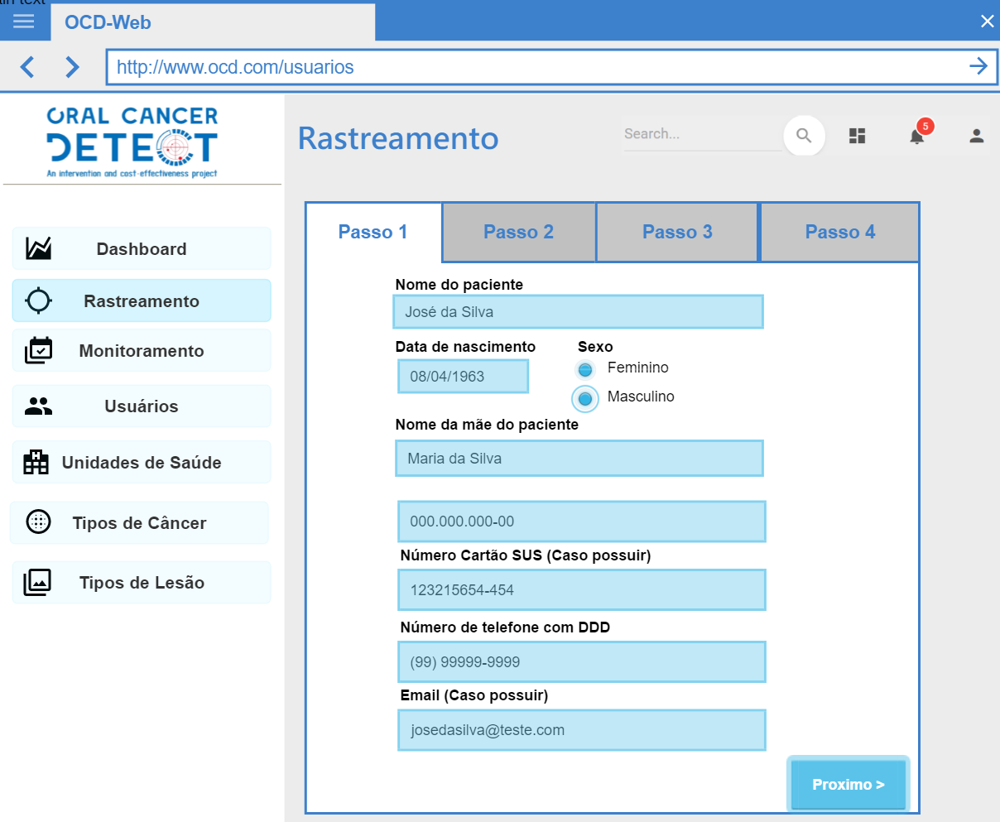 OCD-Web
http://www.ocd.com/usuarios
ORAL CANCER
DETECT
An intervention and cost-effectiveness project
Rastreamento
Search...
5
Dashboard
Rastreamento
Monitoramento
Usuários
Unidades de Saúde
Tipos de Câncer
Tipos de Lesão
Passo 1
Passo 2
Passo 3
Passo 4
Nome do paciente
José da Silva
Data de nascimento
Sexo
08/04/1963
Feminino
Masculino
Nome da mãe do paciente
Maria da Silva
000.000.000-00
Número Cartão SUS (Caso possuir)
123215654-454
Número de telefone com DDD
(99) 99999-9999
Email (Caso possuir)
josedasilva@teste.com
Proximo >